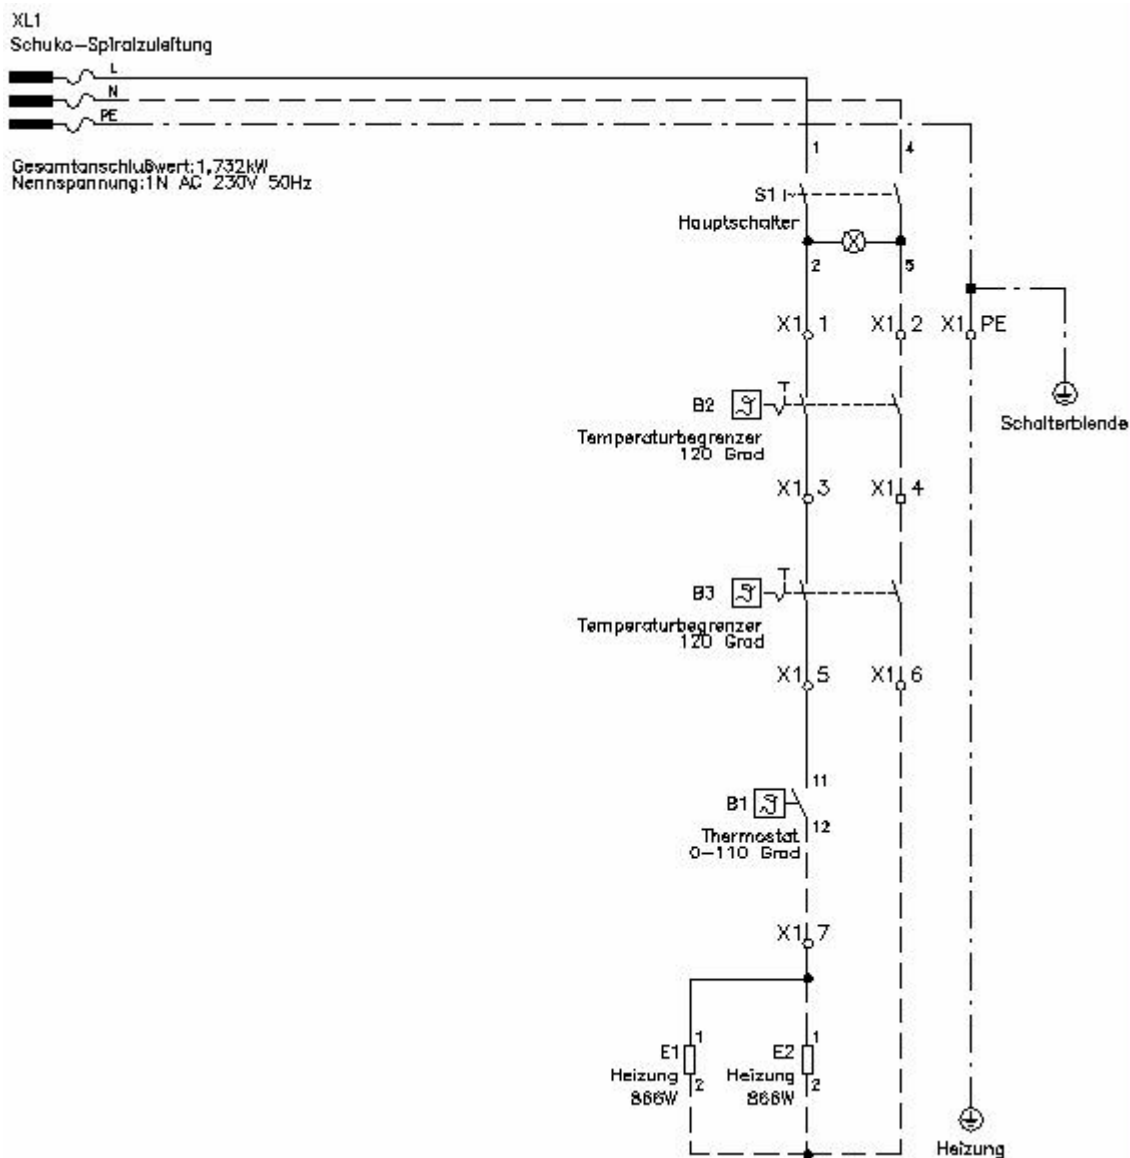 XL1
Schuko-Spiralzuleitung
L
N
PE
Gesamtanschlußwert:1,732kW
Nennspannung:1N AC 230V 50Hz
1 4
S1
Hauptschalter
2 5
X1 1 X1 2 X1 PE
B2
Schalterblende
Temperaturbegrenzer
120 Grad
X1 3 X1 4
B3
Temperaturbegrenzer
120 Grad
X1 5 X1 6
11
B1
12
Thermostat
0-110 Grad
X1 7
1 1
E1 E2
Heizung 2 Heizung 2
866W 866W
Heizung